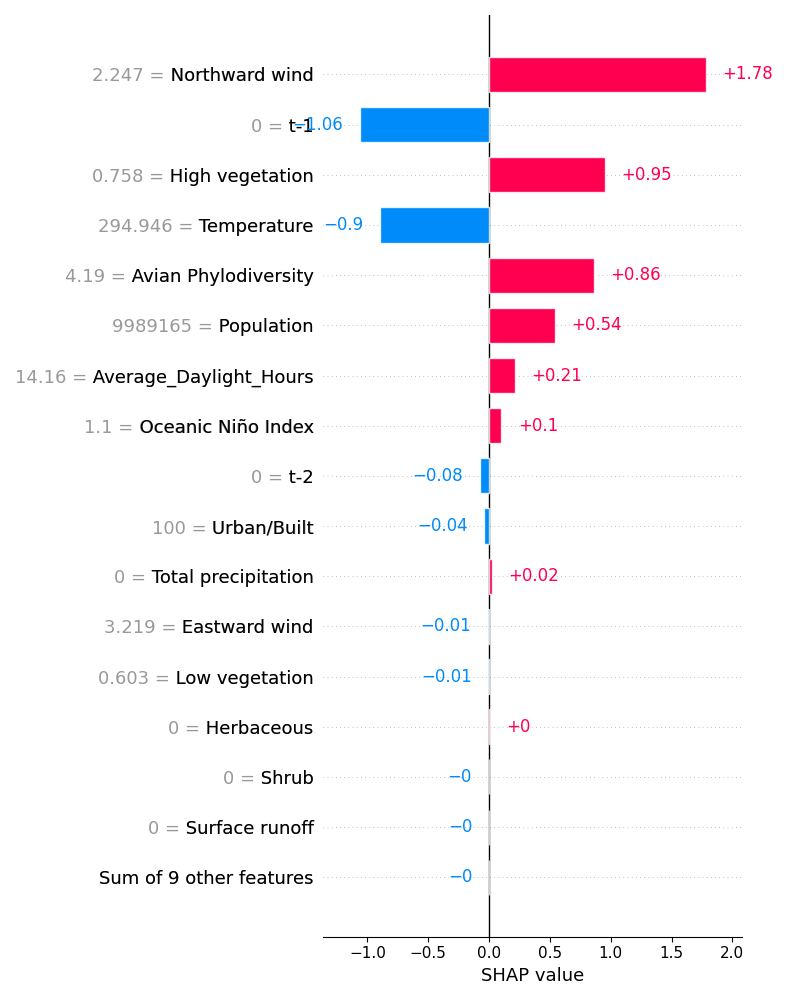 2.247 = Northward wind +1.78
0 = t-1 −1.06
0.758 = High vegetation +0.95
294.946 = Temperature −0.9
4.19 = Avian Phylodiversity +0.86
9989165 = Population +0.54
14.16 = Average_Daylight_Hours +0.21
1.1 = Oceanic Niño Index +0.1
0 = t-2 −0.08
100 = Urban/Built −0.04
0 = Total precipitation +0.02
3.219 = Eastward wind −0.01
0.603 = Low vegetation −0.01
0 = Herbaceous +0
0 = Shrub −0
0 = Surface runoff −0
Sum of 9 other features −0
−1.0 −0.5 0.0 0.5 1.0 1.5 2.0
SHAP value